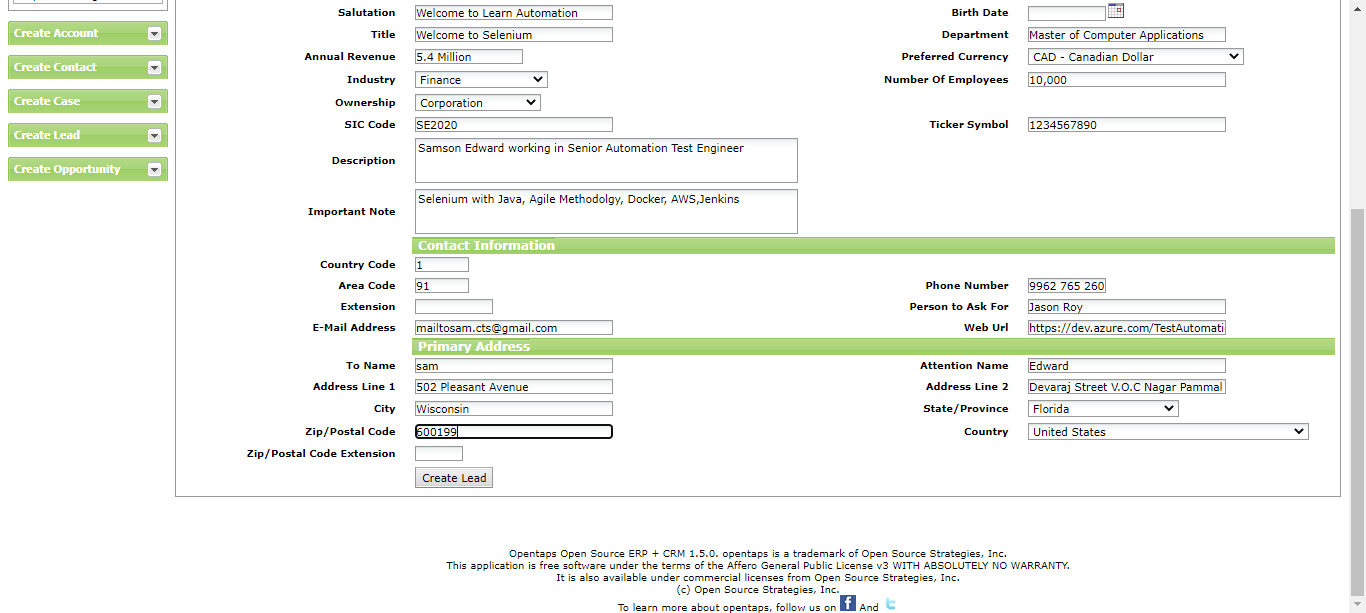 Create Account
Create Contact
Create Case
Create Lead
Create Opportunity
Salutation Welcome to Learn Automation Birth Date
Title Welcome to Selenium Department Master of Computer Applications
Annual Revenue 5.4 Million Preferred Currency CAD - Canadian Dollar
Industry Finance Number Of Employees 10,000
Ownership Corporation
SIC Code SE2020 Ticker Symbol 1234567890
Description Samson Edward working in Senior Automation Test Engineer
Important Note Selenium with Java, Agile Methodolgy, Docker, AWS,Jenkins
Contact Information
Country Code 1
Area Code 91 Phone Number 9962 765 260
Extension Person to Ask For Jason Roy
E-Mail Address mailtosam.cts@gmail.com Web Url https://dev.azure.com/TestAutomati
Primary Address
To Name sam Attention Name Edward
Address Line 1 502 Pleasant Avenue Address Line 2 Devaraj Street V.O.C Nagar Pammal
City Wisconsin State/Province Florida
Zip/Postal Code 600199 Country United States
Zip/Postal Code Extension
Create Lead
Opentaps Open Source ERP + CRM 1.5.0. opentaps is a trademark of Open Source Strategies, Inc.
This application is free software under the terms of the Affero General Public License v3 WITH ABSOLUTELY NO WARRANTY.
It is also available under commercial licenses from Open Source Strategies, Inc.
(c) Open Source Strategies, Inc.
To learn more about opentaps, follow us on f And t